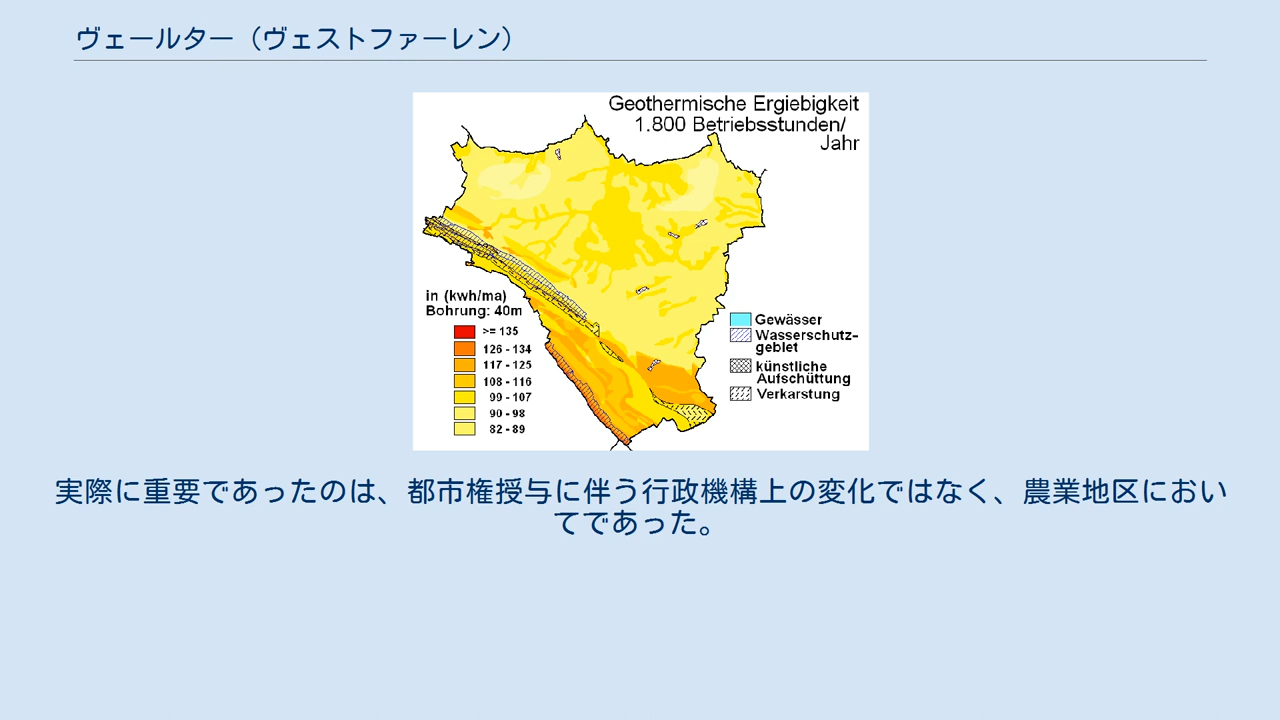 ヴェールター（ヴェストファーレン）
Geothermische Ergiebigkeit
1.800 Betriebsstunden/
Jahr
in (kwh/ma)
Bohrung: 40m
>= 135
126 - 134
117 - 125
108 - 116
99 - 107
90 - 98
82 - 89
Gewässer
Wasserschutz-
gebiet
künstliche
Aufschüttung
Verkarstung
実際に重要であったのは、都市権授与に伴う行政機構上の変化ではなく、農業地区におい
てであった。